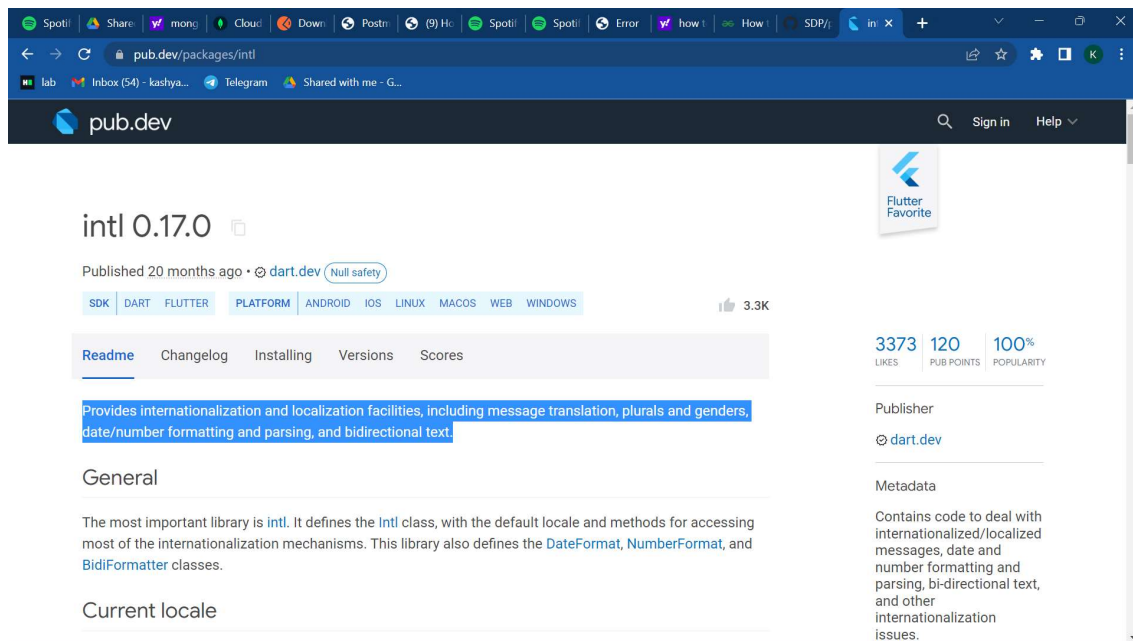 Spotif
Share
mong
Cloud
Down
Postm
(9) Ho
Spotif
Spotif
Error
how t
How t
SDP/
int
pub.dev/packages/intl
K
lab
Inbox (54) - kashya...
Telegram
Shared with me - G...
pub.dev
Sign in
Help
Flutter
Favorite
intl 0.17.0
Published 20 months ago • dart.dev Null safety
SDK DART FLUTTER PLATFORM ANDROID IOS LINUX MACOS WEB WINDOWS
3.3K
Readme Changelog Installing Versions Scores
Provides internationalization and localization facilities, including message translation, plurals and genders,
date/number formatting and parsing, and bidirectional text.
General
The most important library is intl. It defines the Intl class, with the default locale and methods for accessing
most of the internationalization mechanisms. This library also defines the DateFormat, NumberFormat, and
BidiFormatter classes.
Current locale
3373 120 100%
LIKES PUB POINTS POPULARITY
Publisher
dart.dev
Metadata
Contains code to deal with
internationalized/localized
messages, date and
number formatting and
parsing, bi-directional text,
and other
internationalization
issues.